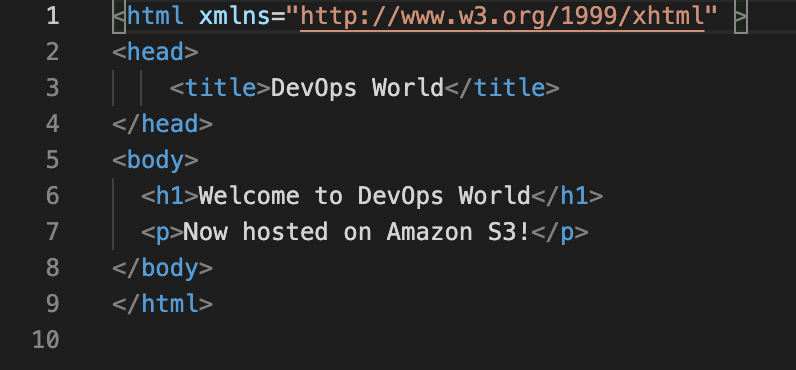 1 <html xmlns="http://www.w3.org/1999/xhtml" >
2 <head>
3     <title>DevOps World</title>
4 </head>
5 <body>
6   <h1>Welcome to DevOps World</h1>
7   <p>Now hosted on Amazon S3!</p>
8 </body>
9 </html>
10